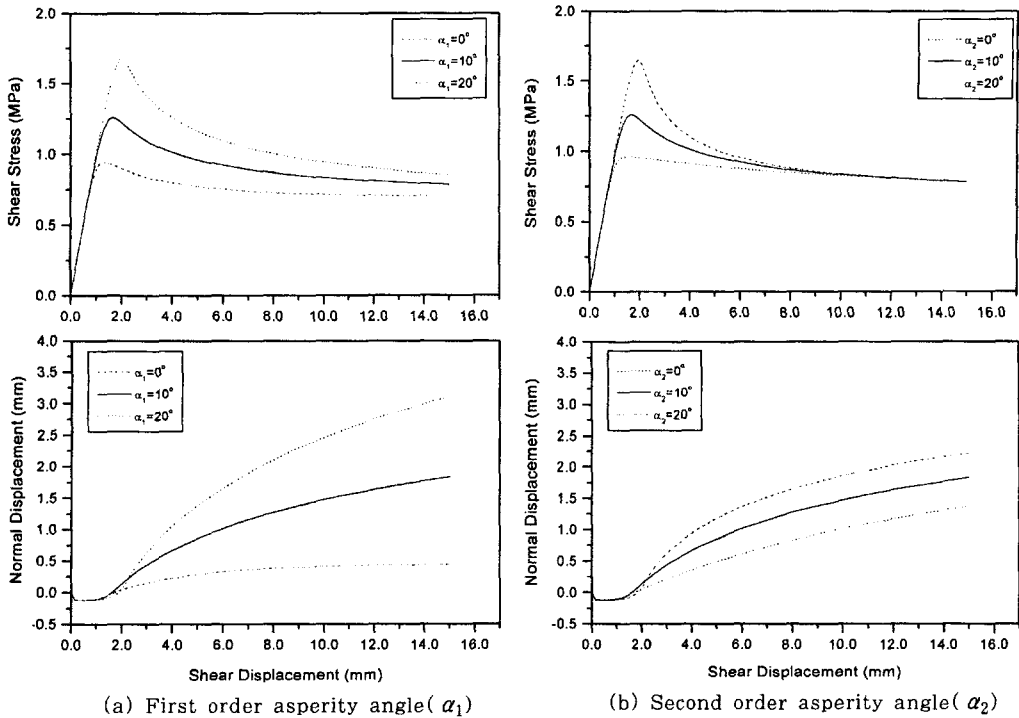 2.0
1.5
1.0
0.5
0.0
Shear Stress (MPa)
α₁=0°
α₁=10°
α₁=20°
0.0 2.0 4.0 6.0 8.0 10.0 12.0 14.0 16.0
2.0
1.5
1.0
0.5
0.0
Shear Stress (MPa)
α₂=0°
α₂=10°
α₂=20°
0.0 2.0 4.0 6.0 8.0 10.0 12.0 14.0 16.0
4.0
3.5
3.0
2.5
2.0
1.5
1.0
0.5
0.0
-0.5
Normal Displacement (mm)
α₁=0°
α₁=10°
α₁=20°
0.0 2.0 4.0 6.0 8.0 10.0 12.0 14.0 16.0
Shear Displacement (mm)
4.0
3.5
3.0
2.5
2.0
1.5
1.0
0.5
0.0
-0.5
Normal Displacement (mm)
α₂=0°
α₂=10°
α₂=20°
0.0 2.0 4.0 6.0 8.0 10.0 12.0 14.0 16.0
Shear Displacement (mm)
(a) First order asperity angle( α₁)
(b) Second order asperity angle( α₂)